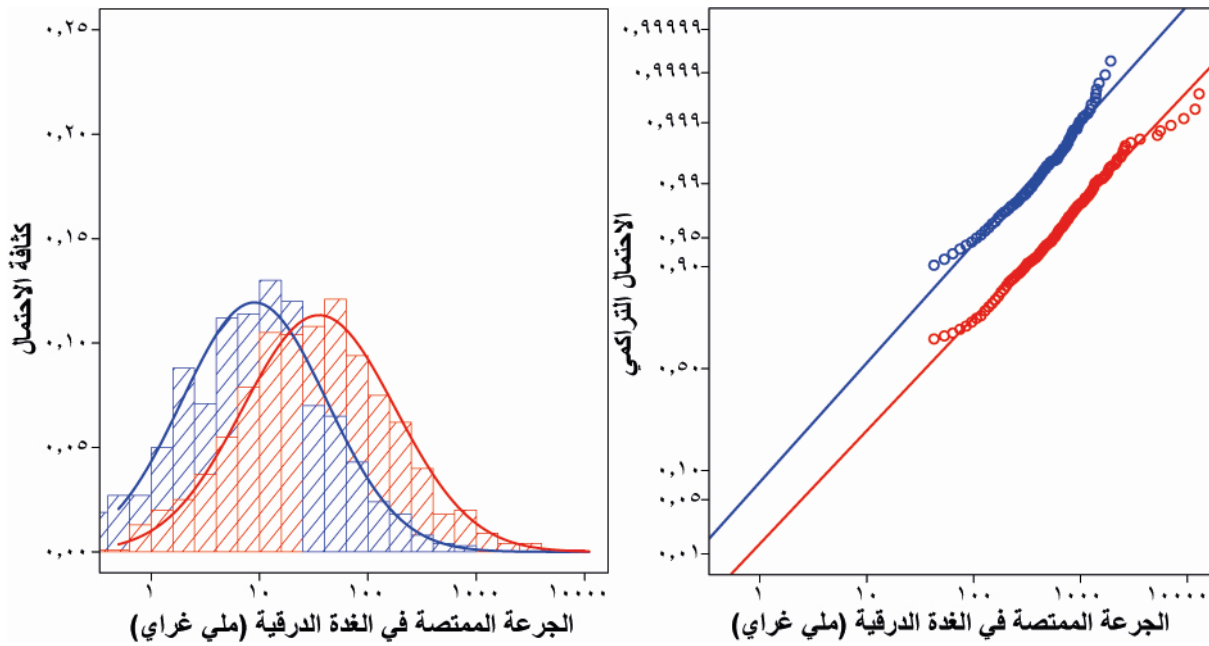 ٠,٢٥
٠,٢٠
٠,١٥
٠,١٠
٠,٠٥
٠,٠٠
كثافة الاحتمال
١ ١٠ ١٠٠ ١٠٠٠ ١٠٠٠٠
الجرعة الممتصة في الغدة الدرقية (ملي غراي)
٠,٩٩٩٩٩
٠,٩٩٩٩
٠,٩٩٩
٠,٩٩
٠,٩٥
٠,٩٠
٠,٥٠
٠,١٠
٠,٠٥
٠,٠١
الاحتمال التراكمي
١ ١٠ ١٠٠ ١٠٠٠ ١٠٠٠٠
الجرعة الممتصة في الغدة الدرقية (ملي غراي)